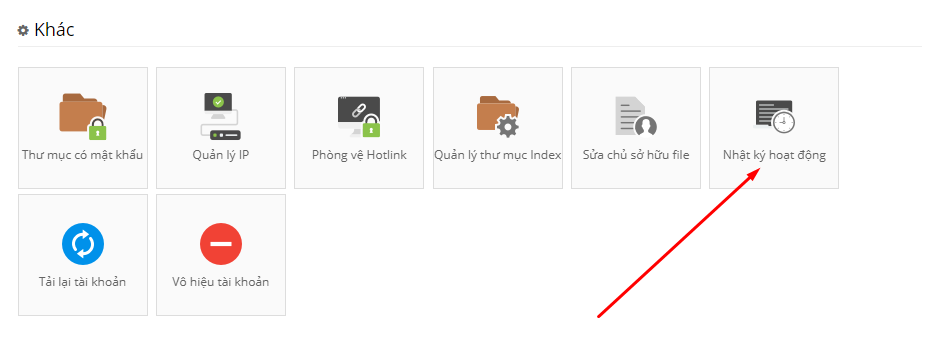 Khác
Thư mục có mật khẩu
Quản lý IP
Phòng vệ Hotlink
Quản lý thư mục Index
Sửa chủ sở hữu file
Nhật ký hoạt động
Tải lại tài khoản
Vô hiệu tài khoản